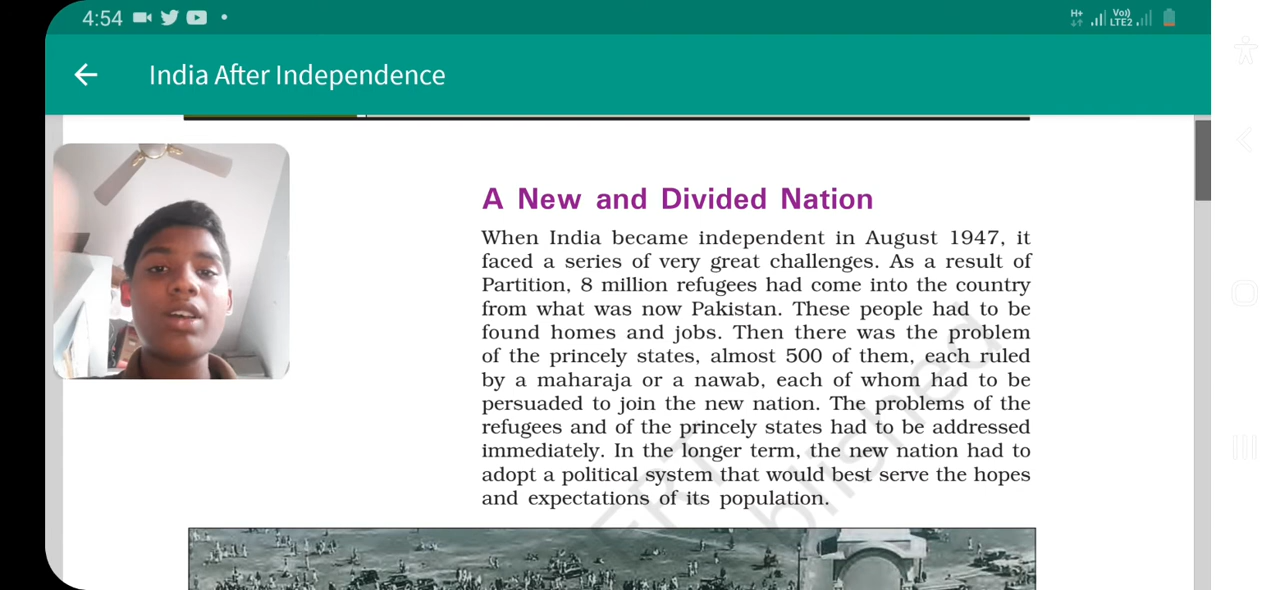 4:54
H+
Vo))
LTE2
India After Independence
A New and Divided Nation
When India became independent in August 1947, it
faced a series of very great challenges. As a result of
Partition, 8 million refugees had come into the country
from what was now Pakistan. These people had to be
found homes and jobs. Then there was the problem
of the princely states, almost 500 of them, each ruled
by a maharaja or a nawab, each of whom had to be
persuaded to join the new nation. The problems of the
refugees and of the princely states had to be addressed
immediately. In the longer term, the new nation had to
adopt a political system that would best serve the hopes
and expectations of its population.